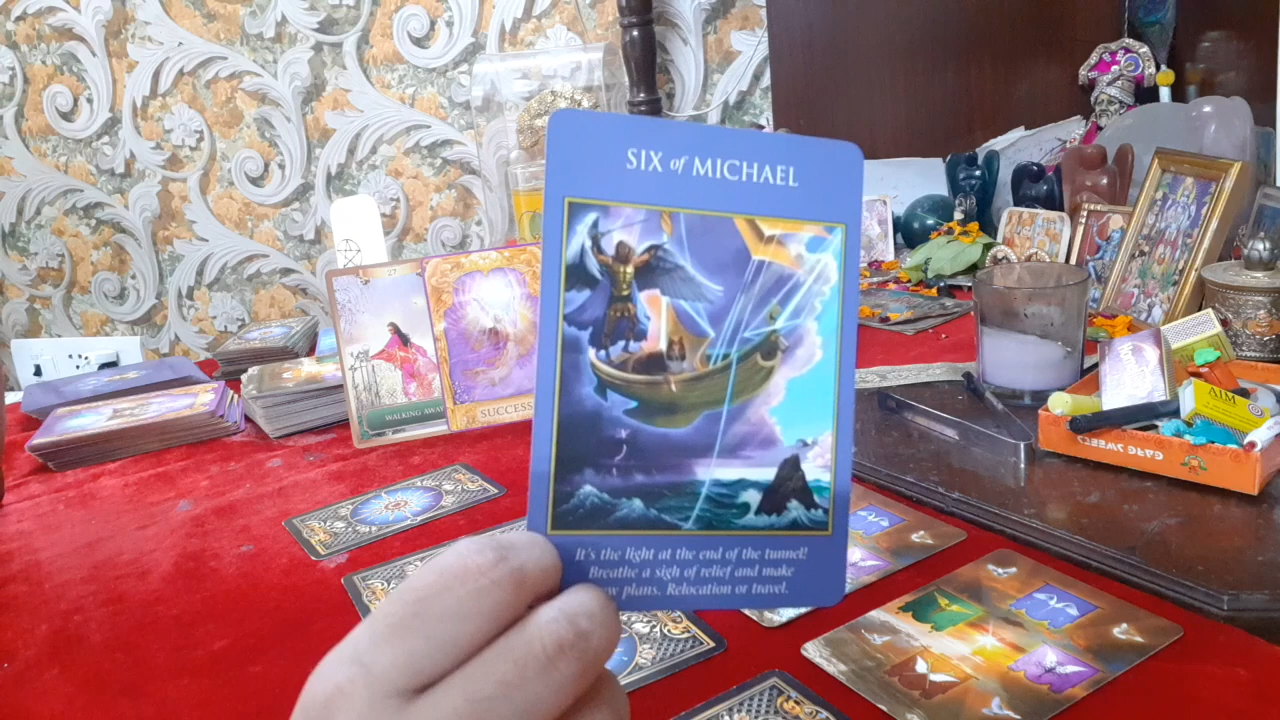 SIX of MICHAEL
It's the light at the end of the tunnel!
Breathe a sigh of relief and make
plans. Relocation or travel.
27
WALKING AWAY
SUCCESS
AIM